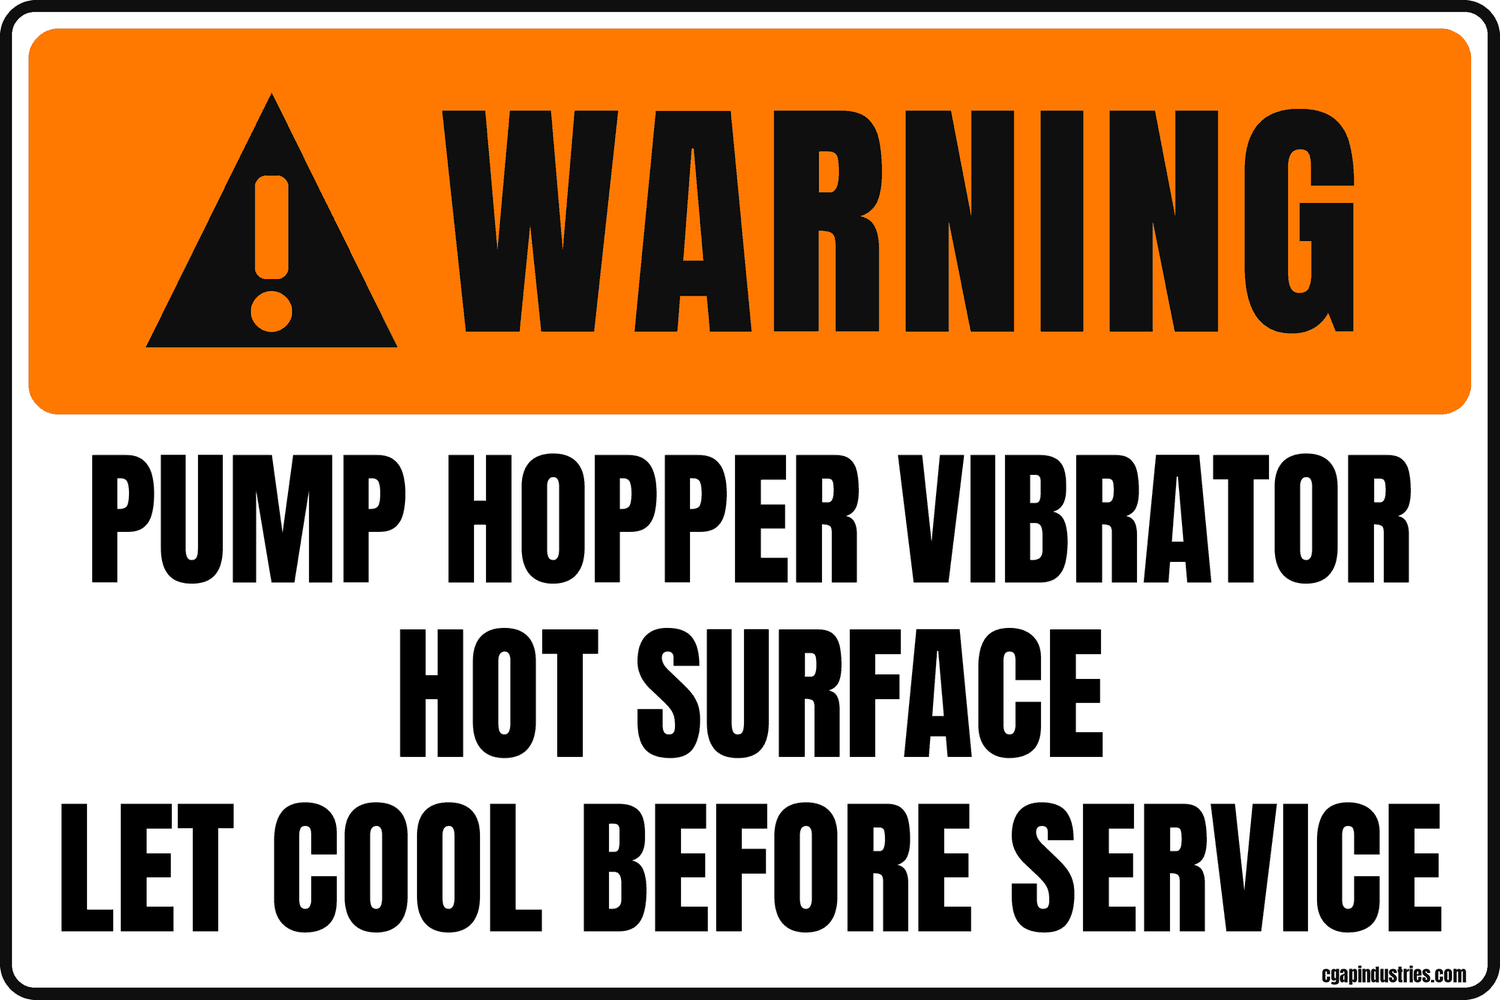 WARNING
PUMP HOPPER VIBRATOR
HOT SURFACE
LET COOL BEFORE SERVICE
cgapindustries.com